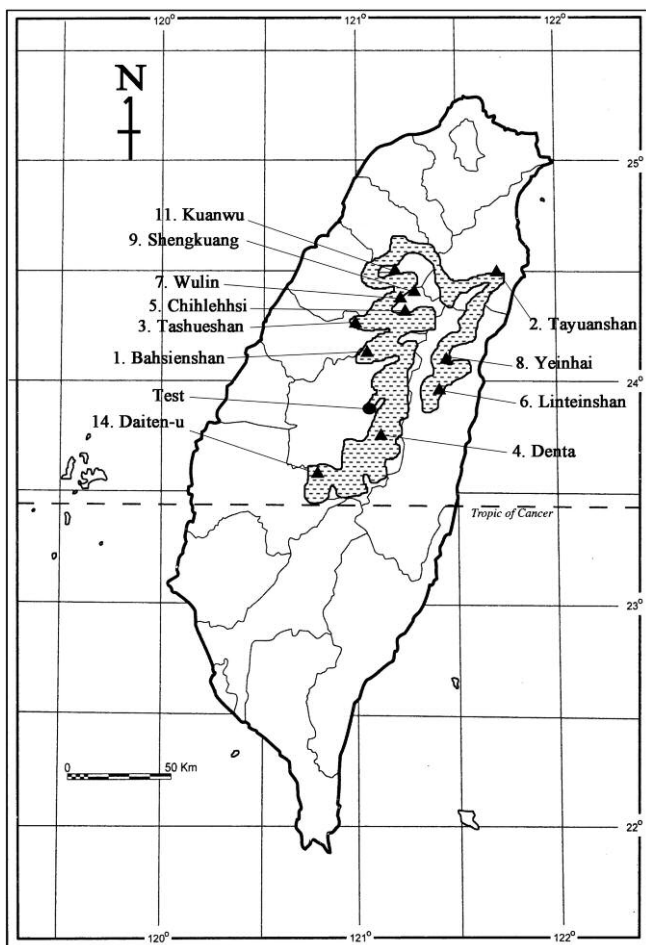 120° 121° 122°
N
25°
11. Kuanwu
9. Shengkuang
7. Wulin
5. Chihlehhsi
3. Tashueshan
2. Tayuanshan
1. Bahsienshan
8. Yeinhai
24°
Test
6. Linteinshan
14. Daiten-u
4. Denta
Tropic of Cancer
23°
0 50 Km
22°
120° 121° 122°